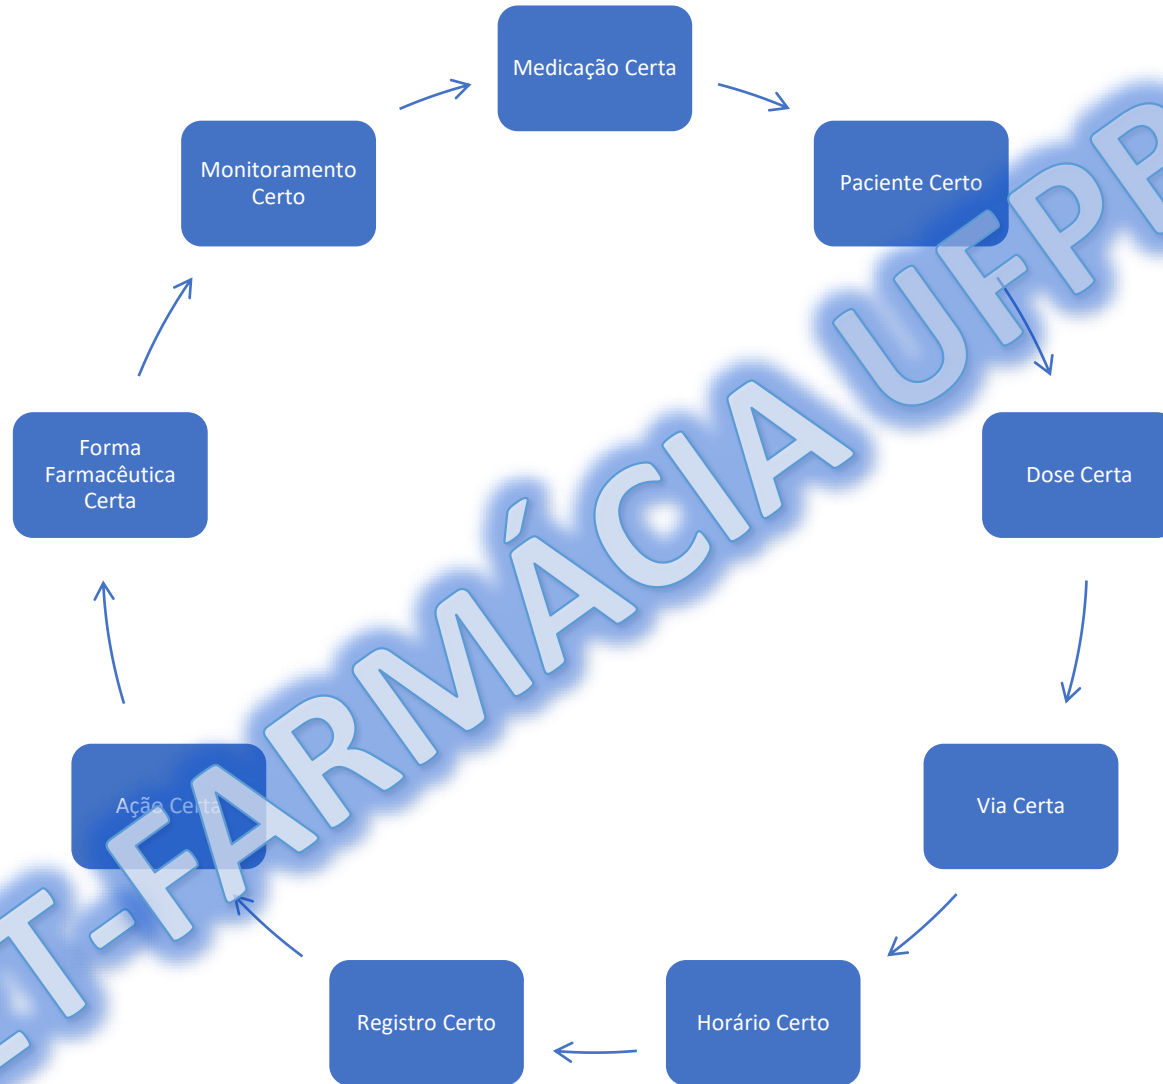 Medicação Certa
Paciente Certo
Dose Certa
Via Certa
Horário Certo
Registro Certo
Ação Certa
Forma
Farmacêutica
Certa
Monitoramento
Certo
-FARMÁCIA